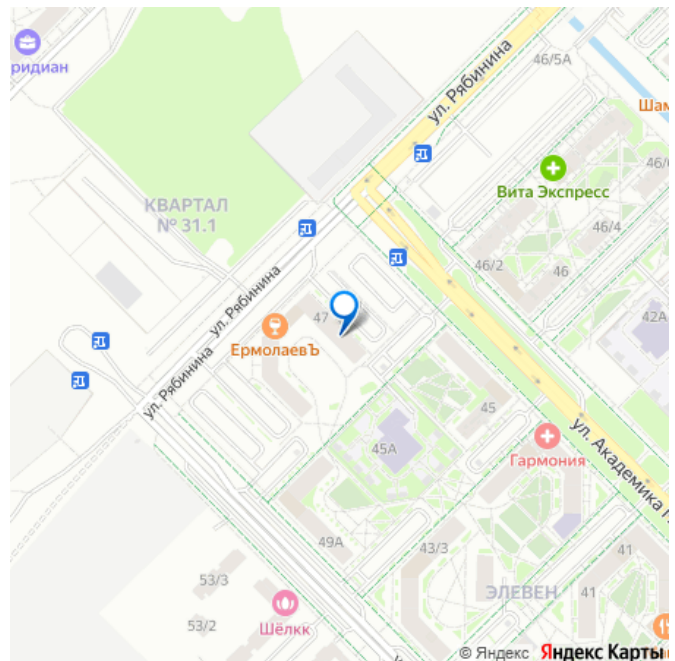 ридиан
ул. Рябинина
46/5А
Шам
Вита Экспресс
46/6
КВАРТАЛ
№ 31.1
46/4
46/2
46
ул. Рябинина
47
42А
ЕрмолаевЪ
ул. Рябинина
45
45А
Гармония
ул. Академика П
49А
43/3
41
53/3
ЭЛЕВЕН
41
Шёлкк
53/2
© Яндекс Яндекс Карты